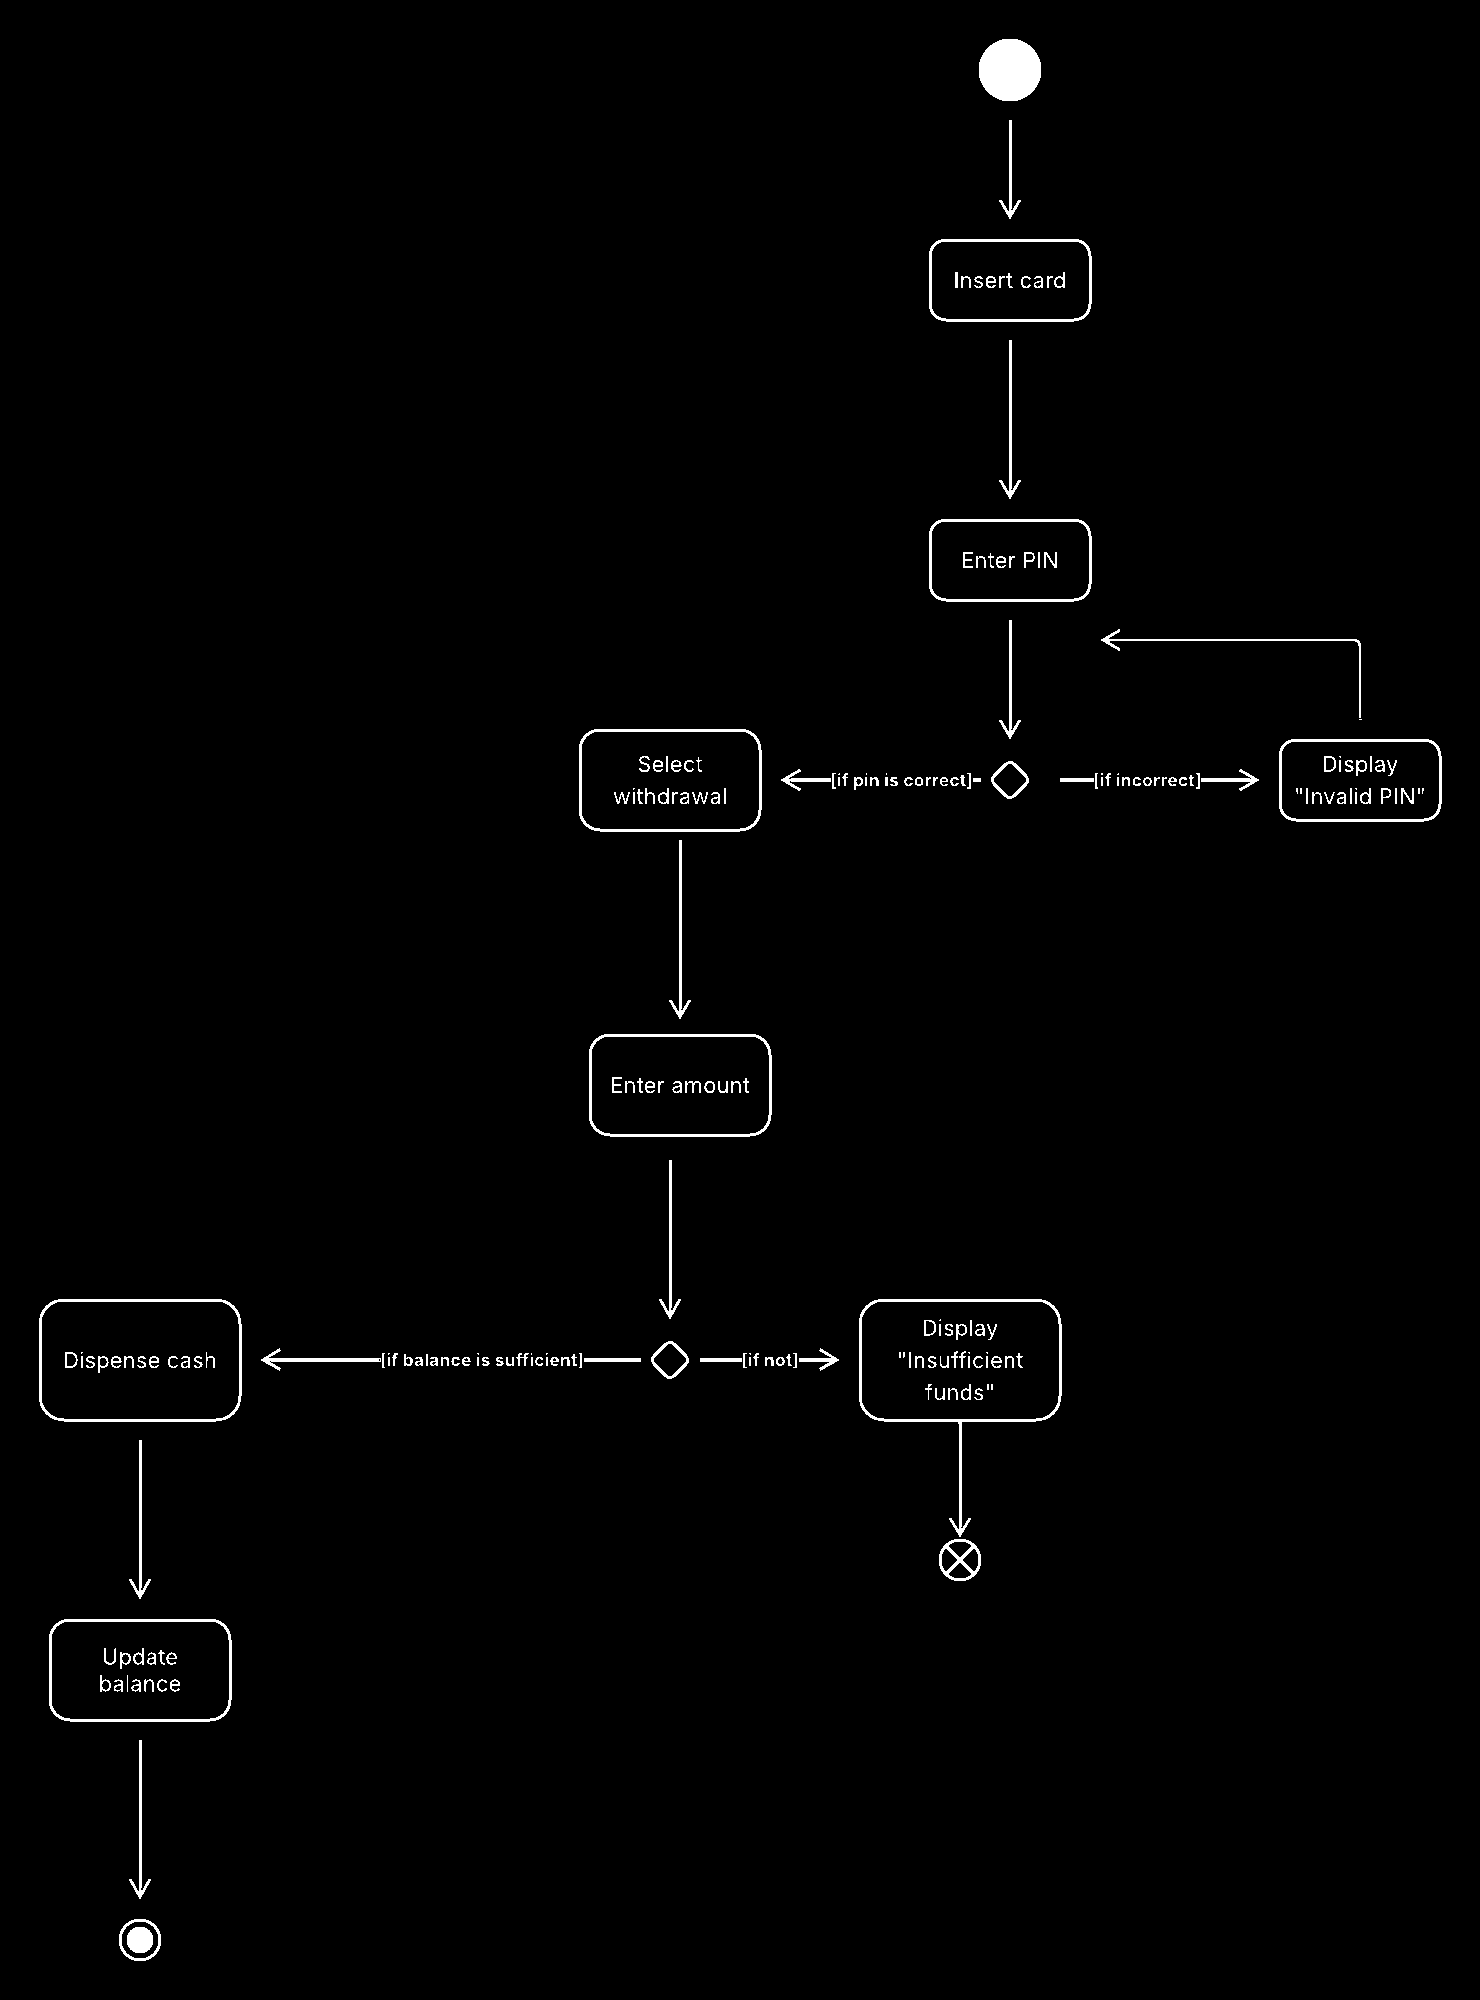 Insert card
Enter PIN
Select
withdrawal
[if pin is correct]
[if incorrect]
Display
"Invalid PIN"
Enter amount
Dispense cash
[if balance is sufficient]
[if not]
Display
"Insufficient
funds"
Update
balance